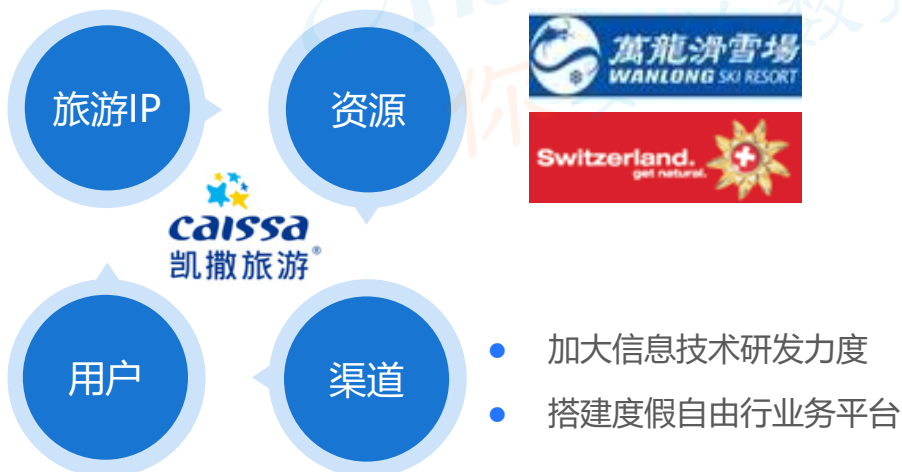 旅游IP
资源
萬龍滑雪場
WANLONG SKI RESORT
Switzerland.
get natural.
caissa
凯撒旅游®
用户
渠道
● 加大信息技术研发力度
● 搭建度假自由行业务平台